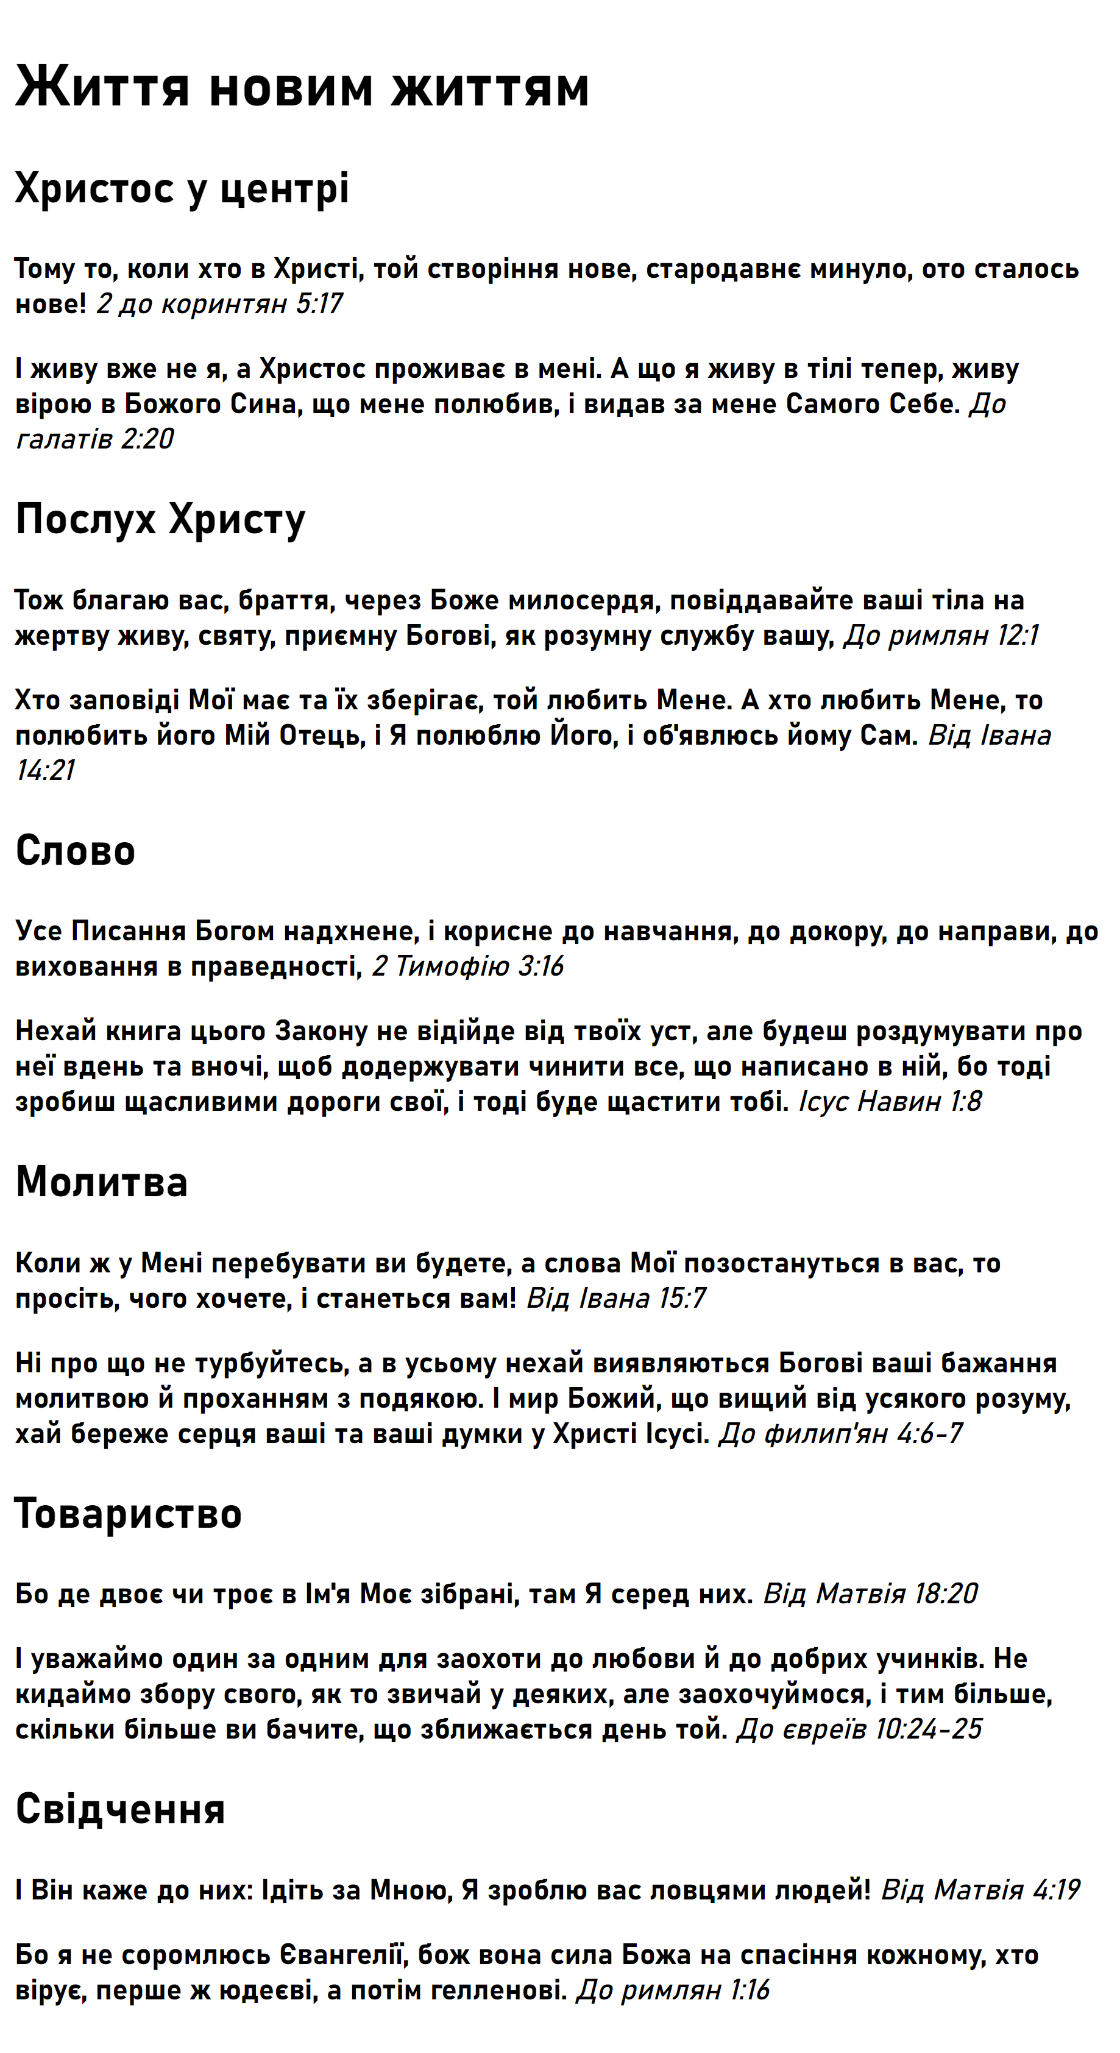 Життя новим життям
Христос у центрі
Тому то, коли хто в Христі, той створіння нове, стародавнє минуло, ото сталось
нове! 2 до коринтян 5:17
І живу вже не я, а Христос проживає в мені. А що я живу в тілі тепер, живу
вірою в Божого Сина, що мене полюбив, і видав за мене Самого Себе. До
галатів 2:20
Послух Христу
Тож благаю вас, браття, через Боже милосердя, повіддавайте ваші тіла на
жертву живу, святу, приємну Богові, як розумну службу вашу, До римлян 12:1
Хто заповіді Мої має та їх зберігає, той любить Мене. А хто любить Мене, то
полюбить його Мій Отець, і Я полюблю Його, і об'явлюсь йому Сам. Від Івана
14:21
Слово
Усе Писання Богом надхнене, і корисне до навчання, до докору, до направи, до
виховання в праведності, 2 Тимофію 3:16
Нехай книга цього Закону не відійде від твоїх уст, але будеш роздумувати про
неї вдень та вночі, щоб додержувати чинити все, що написано в ній, бо тоді
зробиш щасливими дороги свої, і тоді буде щастити тобі. Ісус Навин 1:8
Молитва
Коли ж у Мені перебувати ви будете, а слова Мої позостануться в вас, то
просіть, чого хочете, і станеться вам! Від Івана 15:7
Ні про що не турбуйтесь, а в усьому нехай виявляються Богові ваші бажання
молитвою й проханням з подякою. І мир Божий, що вищий від усякого розуму,
хай береже серця ваші та ваші думки у Христі Ісусі. До филип'ян 4:6-7
Товариство
Бо де двоє чи троє в Ім'я Моє зібрані, там Я серед них. Від Матвія 18:20
І уважаймо один за одним для заохоти до любови й до добрих учинків. Не
кидаймо збору свого, як то звичай у деяких, але заохочуймося, і тим більше,
скільки більше ви бачите, що зближається день той. До євреїв 10:24-25
Свідчення
І Він каже до них: Ідіть за Мною, Я зроблю вас ловцями людей! Від Матвія 4:19
Бо я не соромлюсь Євангелії, бож вона сила Божа на спасіння кожному, хто
вірує, перше ж юдеєві, а потім гелленові. До римлян 1:16